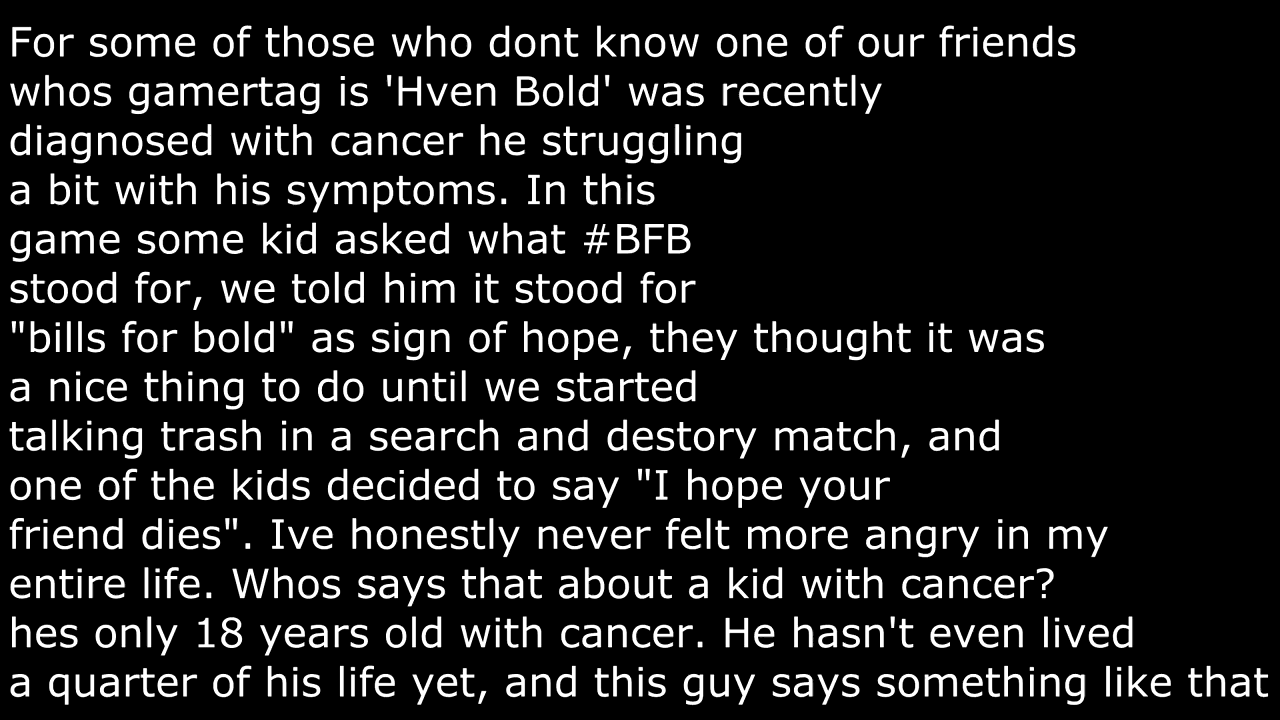 For some of those who dont know one of our friends
whos gamertag is 'Hven Bold' was recently
diagnosed with cancer he struggling
a bit with his symptoms. In this
game some kid asked what #BFB
stood for, we told him it stood for
"bills for bold" as sign of hope, they thought it was
a nice thing to do until we started
talking trash in a search and destory match, and
one of the kids decided to say "I hope your
friend dies". Ive honestly never felt more angry in my
entire life. Whos says that about a kid with cancer?
hes only 18 years old with cancer. He hasn't even lived
a quarter of his life yet, and this guy says something like that